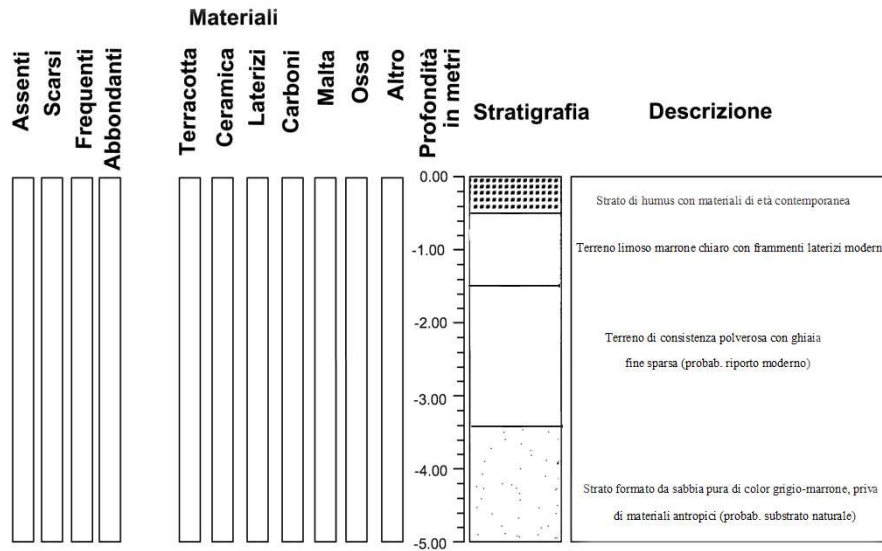 Materiali
Assenti
Scarsi
Frequenti
Abbondanti
Terracotta
Ceramica
Laterizi
Carboni
Malta
Ossa
Altro
Profondità
in metri
Stratigrafia
Descrizione
0.00
-1.00
-2.00
-3.00
-4.00
-5.00
Strato di humus con materiali di età contemporanea
Terreno limoso marrone chiaro con frammenti laterizi modern
Terreno di consistenza polverosa con ghiaia
fine sparsa (probab. riporto moderno)
Strato formato da sabbia pura di color grigio-marrone, priva
di materiali antropici (probab. substrato naturale)